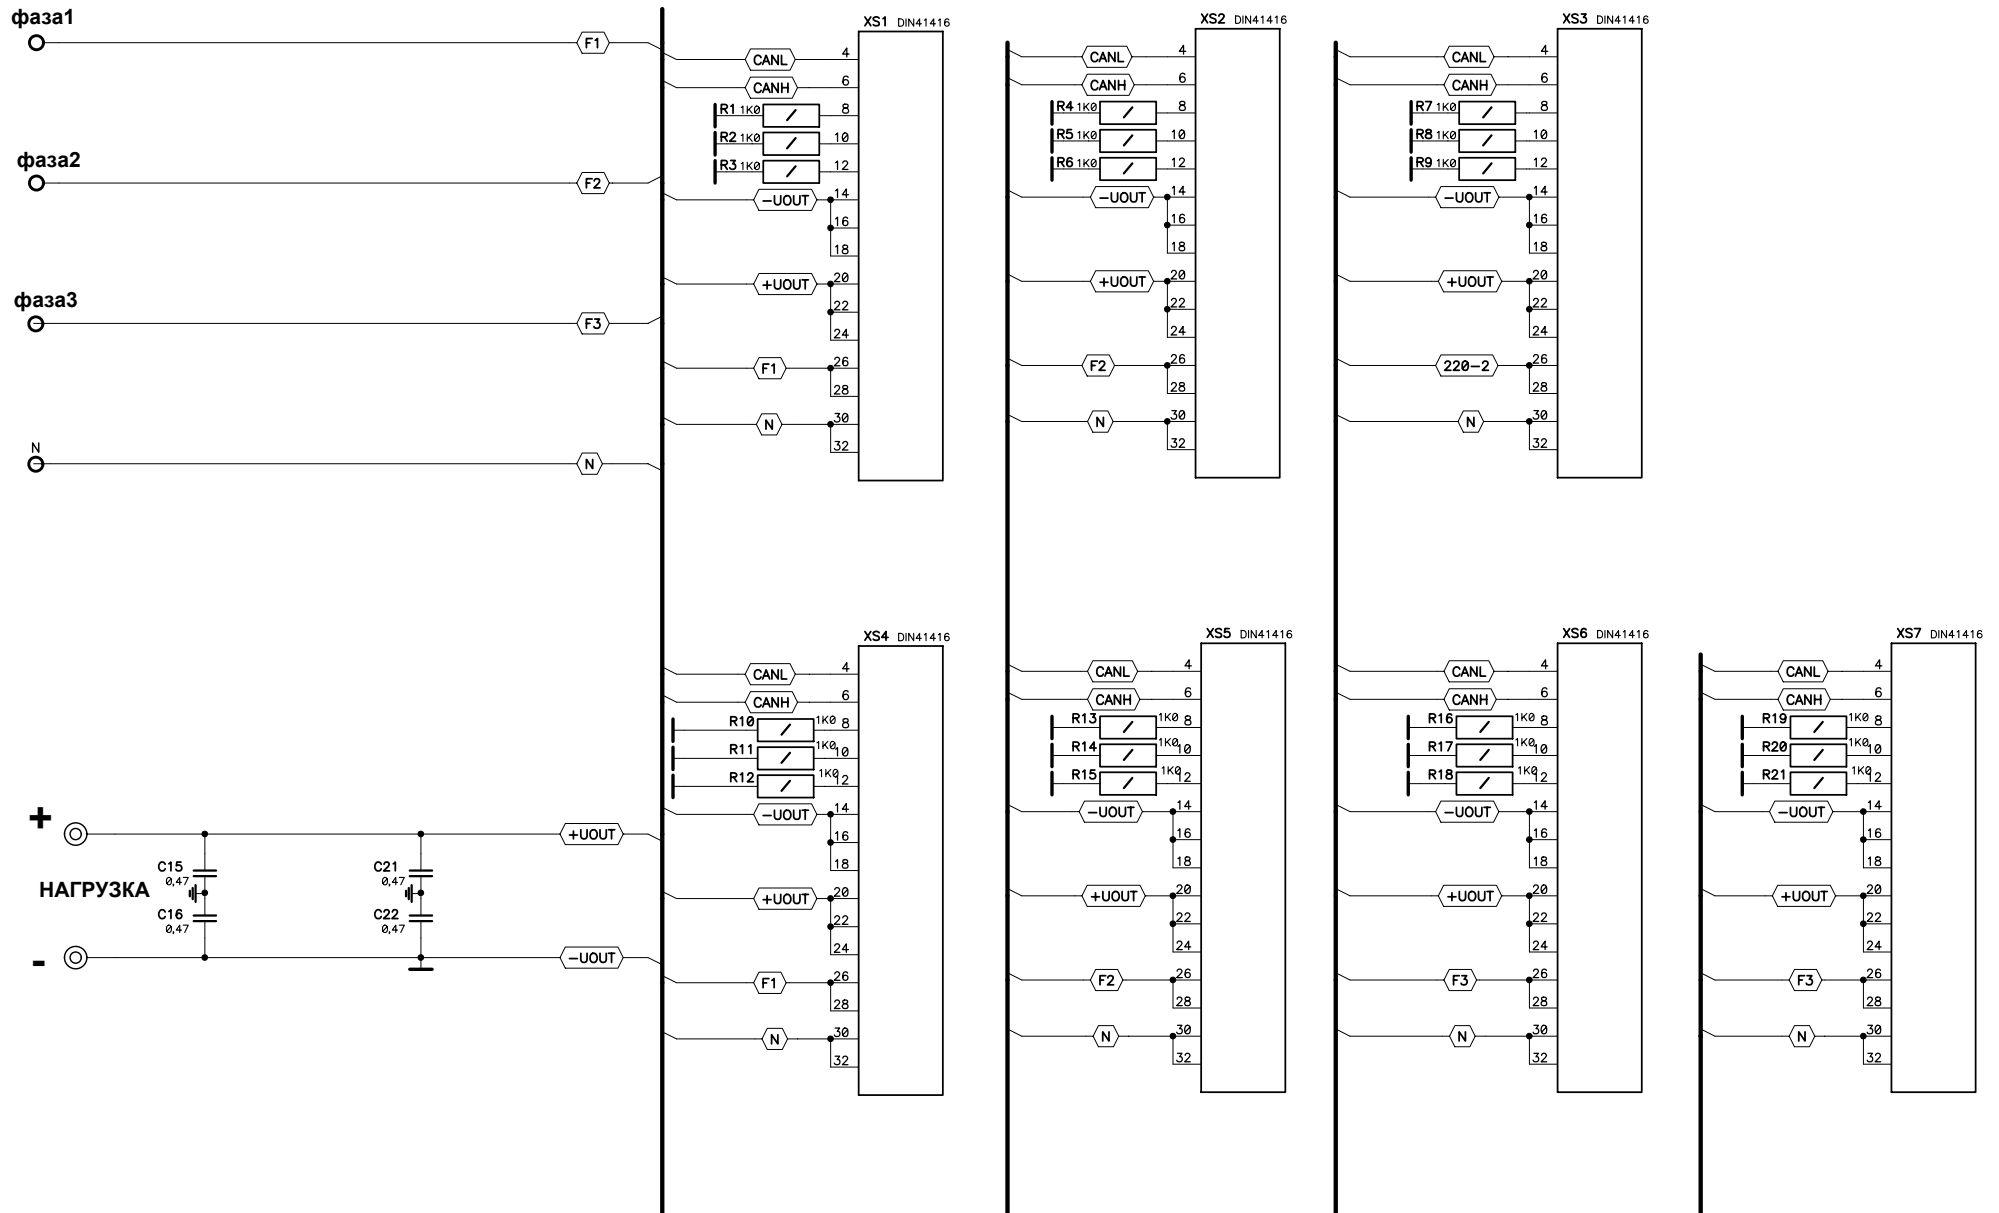 фаза1
F1
фаза2
F2
фаза3
F3
N
N
XS1 DIN41416
CANL 4
CANH 6
R1 1K0 8
R2 1K0 10
R3 1K0 12
-UOUT 14
16
18
+UOUT 20
22
24
F1 26
28
N 30
32
XS2 DIN41416
CANL 4
CANH 6
R4 1K0 8
R5 1K0 10
R6 1K0 12
-UOUT 14
16
18
+UOUT 20
22
24
F2 26
28
N 30
32
XS3 DIN41416
CANL 4
CANH 6
R7 1K0 8
R8 1K0 10
R9 1K0 12
-UOUT 14
16
18
+UOUT 20
22
24
220-2 26
28
N 30
32
+
+UOUT
C15
0,47
C21
0,47
НАГРУЗКА
C16
0,47
C22
0,47
-
-UOUT
XS4 DIN41416
CANL 4
CANH 6
R10 1K0 8
R11 1K0 10
R12 1K0 12
-UOUT 14
16
18
+UOUT 20
22
24
F1 26
28
N 30
32
XS5 DIN41416
CANL 4
CANH 6
R13 1K0 8
R14 1K0 10
R15 1K0 12
-UOUT 14
16
18
+UOUT 20
22
24
F2 26
28
N 30
32
XS6 DIN41416
CANL 4
CANH 6
R16 1K0 8
R17 1K0 10
R18 1K0 12
-UOUT 14
16
18
+UOUT 20
22
24
F3 26
28
N 30
32
XS7 DIN41416
CANL 4
CANH 6
R19 1K0 8
R20 1K0 10
R21 1K0 12
-UOUT 14
16
18
+UOUT 20
22
24
F3 26
28
N 30
32